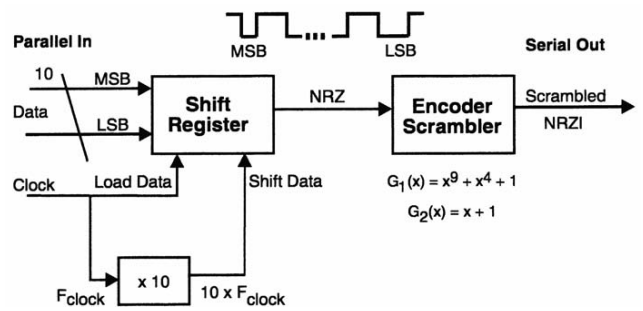 Parallel In
10
MSB
Data
LSB
Clock
Load Data
Shift Register
Shift Data
x 10
Fclock
10 x Fclock
MSB
LSB
NRZ
Encoder Scrambler
G₁(x) = x⁹ + x⁴ + 1
G₂(x) = x + 1
Serial Out
Scrambled
NRZI